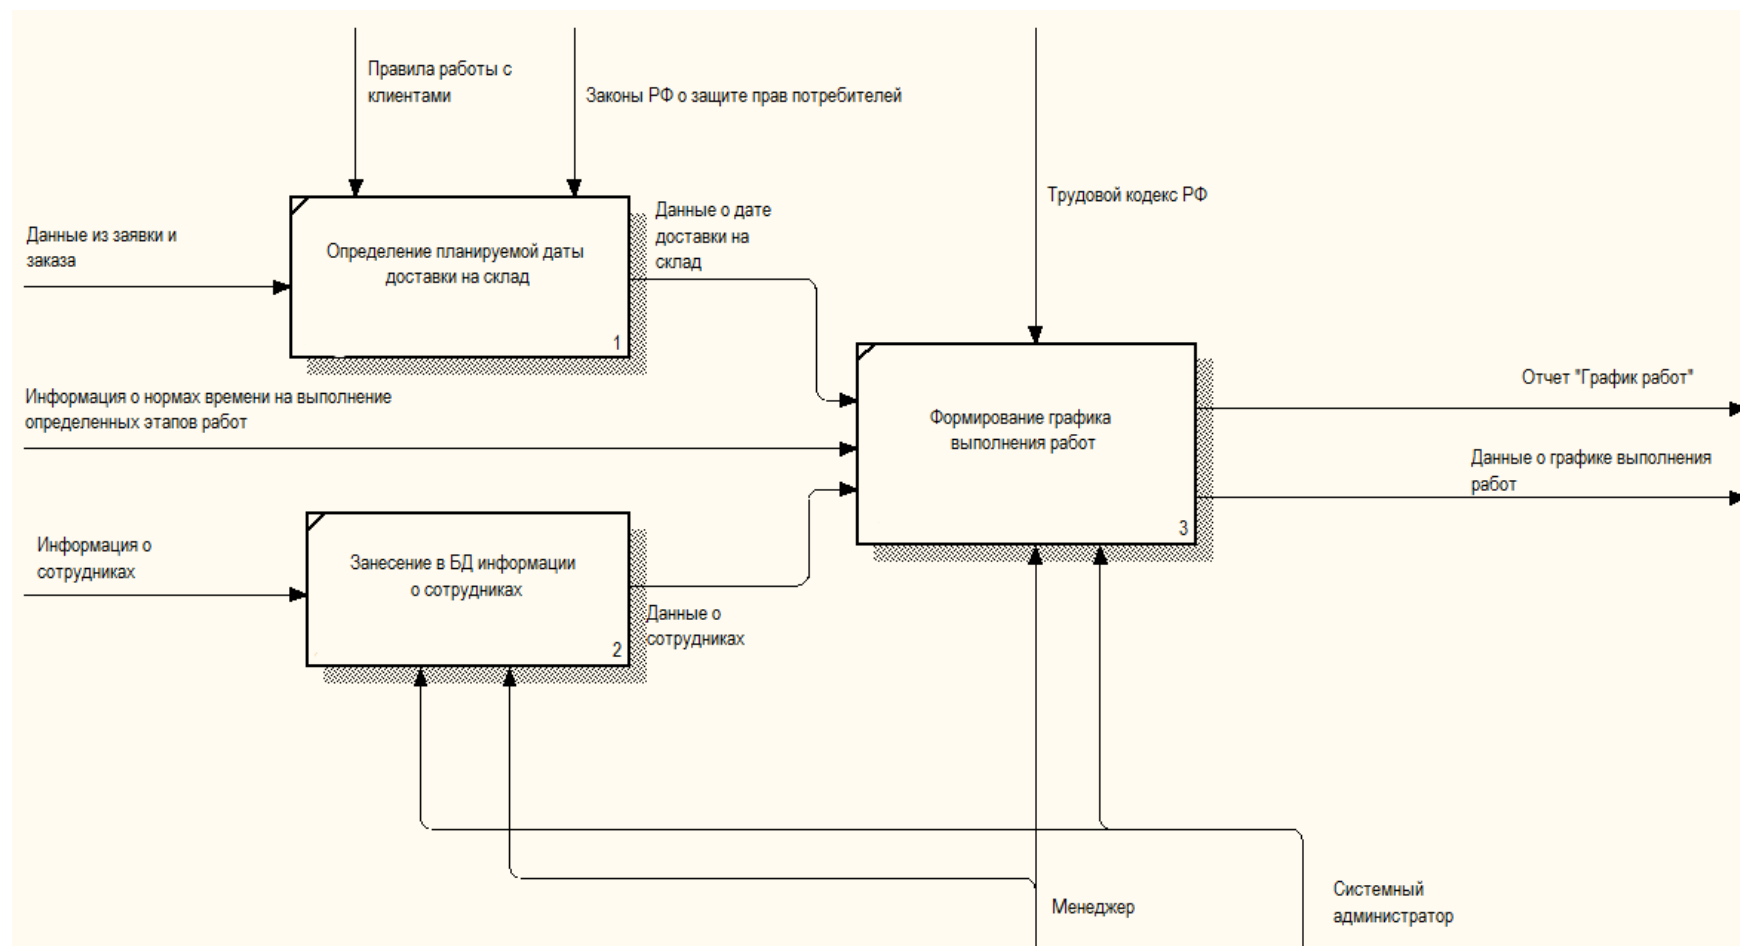 Правила работы с
клиентами
Законы РФ о защите прав потребителей
Трудовой кодекс РФ
Данные из заявки и
заказа
Определение планируемой даты
доставки на склад
1
Данные о дате
доставки на
склад
Информация о нормах времени на выполнение
определенных этапов работ
Формирование графика
выполнения работ
3
Отчет "График работ"
Данные о графике выполнения
работ
Информация о
сотрудниках
Занесение в БД информации
о сотрудниках
2
Данные о
сотрудниках
Менеджер
Системный
администратор